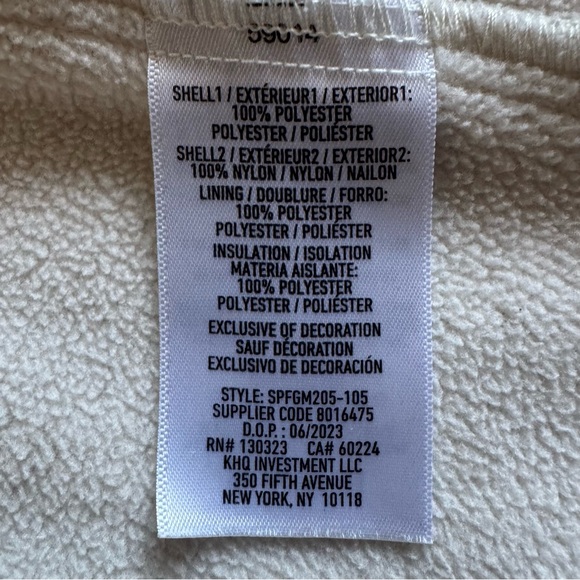 59014
SHELL1 / EXTÉRIEUR1 / EXTERIOR1:
100% POLYESTER
POLYESTER / POLIÉSTER
SHELL2 / EXTÉRIEUR2 / EXTERIOR2:
100% NYLON / NYLON / NAILON
LINING / DOUBLURE / FORRO:
100% POLYESTER
POLYESTER / POLIÉSTER
INSULATION / ISOLATION
MATERIA AISLANTE:
100% POLYESTER
POLYESTER / POLIÉSTER
EXCLUSIVE OF DECORATION
SAUF DÉCORATION
EXCLUSIVO DE DECORACIÓN
STYLE: SPFGM205-105
SUPPLIER CODE 8016475
D.O.P. : 06/2023
RN# 130323 CA# 60224
KHQ INVESTMENT LLC
350 FIFTH AVENUE
NEW YORK, NY 10118